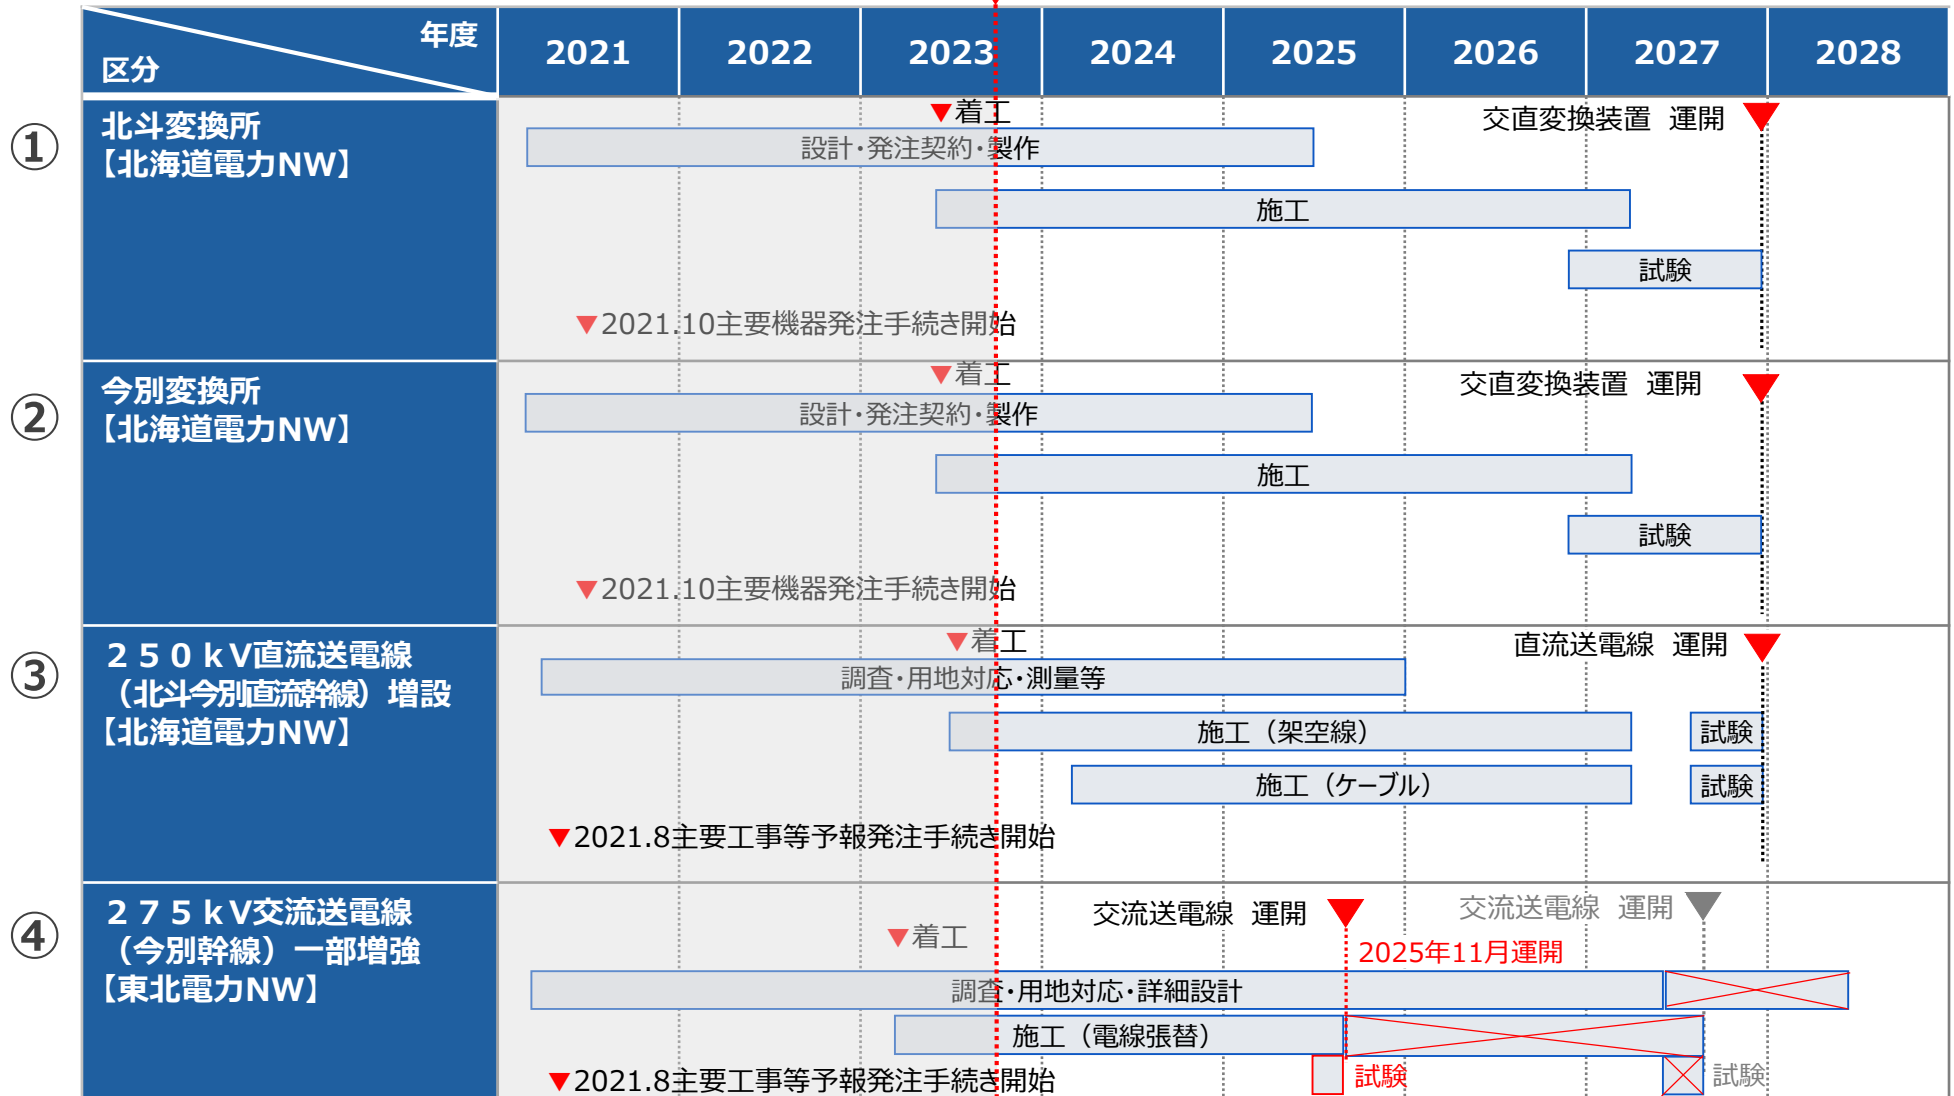 年度
区分
2021
2022
2023
2024
2025
2026
2027
2028
①
北斗変換所
【北海道電力NW】
▼着工
交直変換装置 運開
設計・発注契約・製作
施工
試験
▼2021.10主要機器発注手続き開始
②
今別変換所
【北海道電力NW】
▼着工
交直変換装置 運開
設計・発注契約・製作
施工
試験
▼2021.10主要機器発注手続き開始
③
２５０ｋV直流送電線
（北斗今別直流幹線）増設
【北海道電力NW】
▼着工
直流送電線 運開
調査・用地対応・測量等
施工（架空線）
試験
施工（ケーブル）
試験
▼2021.8主要工事等予報発注手続き開始
④
２７５ｋV交流送電線
（今別幹線）一部増強
【東北電力NW】
交流送電線 運開
交流送電線 運開
▼着工
2025年11月運開
調査・用地対応・詳細設計
施工（電線張替）
▼2021.8主要工事等予報発注手続き開始
試験
試験